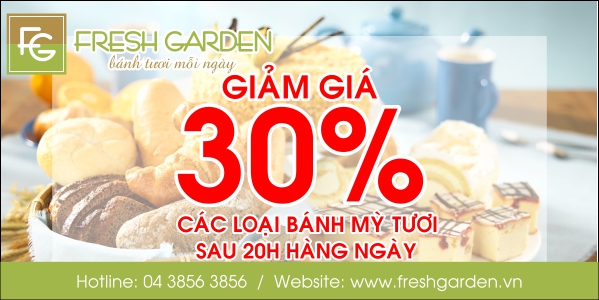 FG
FRESH GARDEN
bánh tươi mỗi ngày
GIẢM GIÁ
30%
CÁC LOẠI BÁNH MỲ TƯƠI
SAU 20H HÀNG NGÀY
Hotline: 04 3856 3856 / Website: www.freshgarden.vn